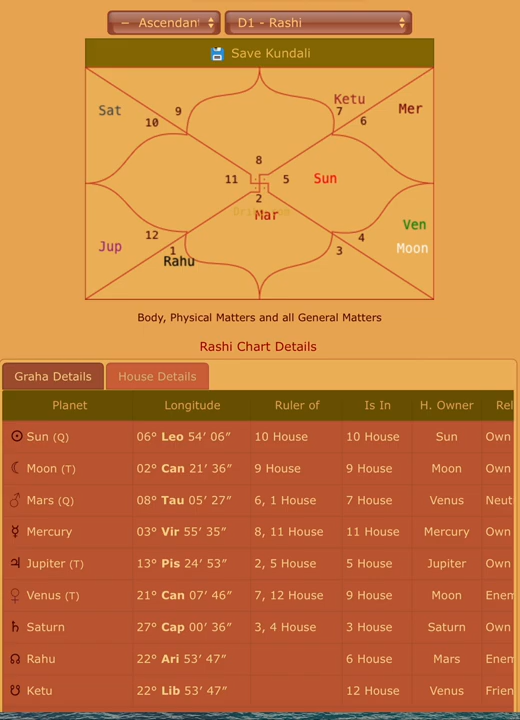 — Ascendant D1 - Rashi
Save Kundali
Ketu
Sat 9 7 Mer
10 6
8
11 5 Sun
2
Mar
Ven
12 4
Jup 1 3 Moon
Rahu
Body, Physical Matters and all General Matters
Rashi Chart Details
Graha Details House Details
Planet Longitude Ruler of Is In H. Owner Rel
Sun (Q) 06° Leo 54′ 06″ 10 House 10 House Sun Own
Moon (T) 02° Can 21′ 36″ 9 House 9 House Moon Own
Mars (Q) 08° Tau 05′ 27″ 6, 1 House 7 House Venus Neut
Mercury 03° Vir 55′ 35″ 8, 11 House 11 House Mercury Own
Jupiter (T) 13° Pis 24′ 53″ 2, 5 House 5 House Jupiter Own
Venus (T) 21° Can 07′ 46″ 7, 12 House 9 House Moon Enem
Saturn 27° Cap 00′ 36″ 3, 4 House 3 House Saturn Own
Rahu 22° Ari 53′ 47″ 6 House Mars Enem
Ketu 22° Lib 53′ 47″ 12 House Venus Frien